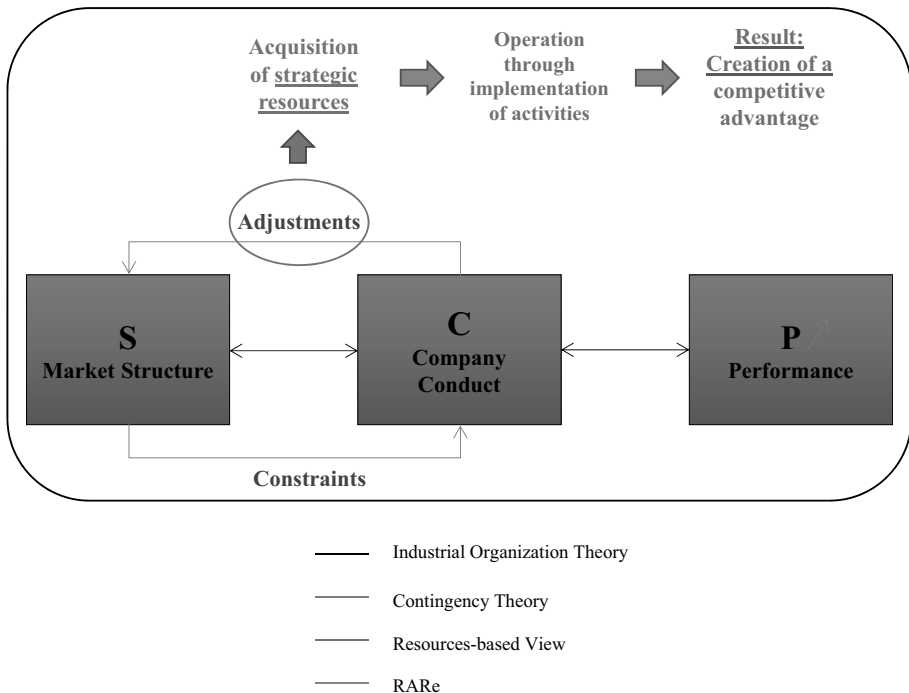 Acquisition
of strategic
resources
Operation
through
implementation
of activities
Result:
Creation of a
competitive
advantage
Adjustments
S
Market Structure
C
Company
Conduct
P
Performance
Constraints
Industrial Organization Theory
Contingency Theory
Resources-based View
RARe